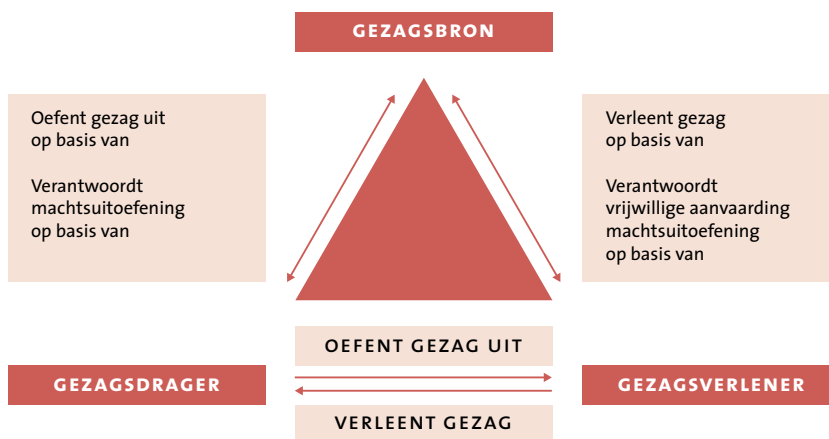 GEZAGSBRON
Oefent gezag uit
op basis van
Verantwoordt
machtsuitoefening
op basis van
Verleent gezag
op basis van
Verantwoordt
vrijwillige aanvaarding
machtsuitoefening
op basis van
OEFENT GEZAG UIT
GEZAGSDRAGER
GEZAGSVERLENER
VERLEENT GEZAG